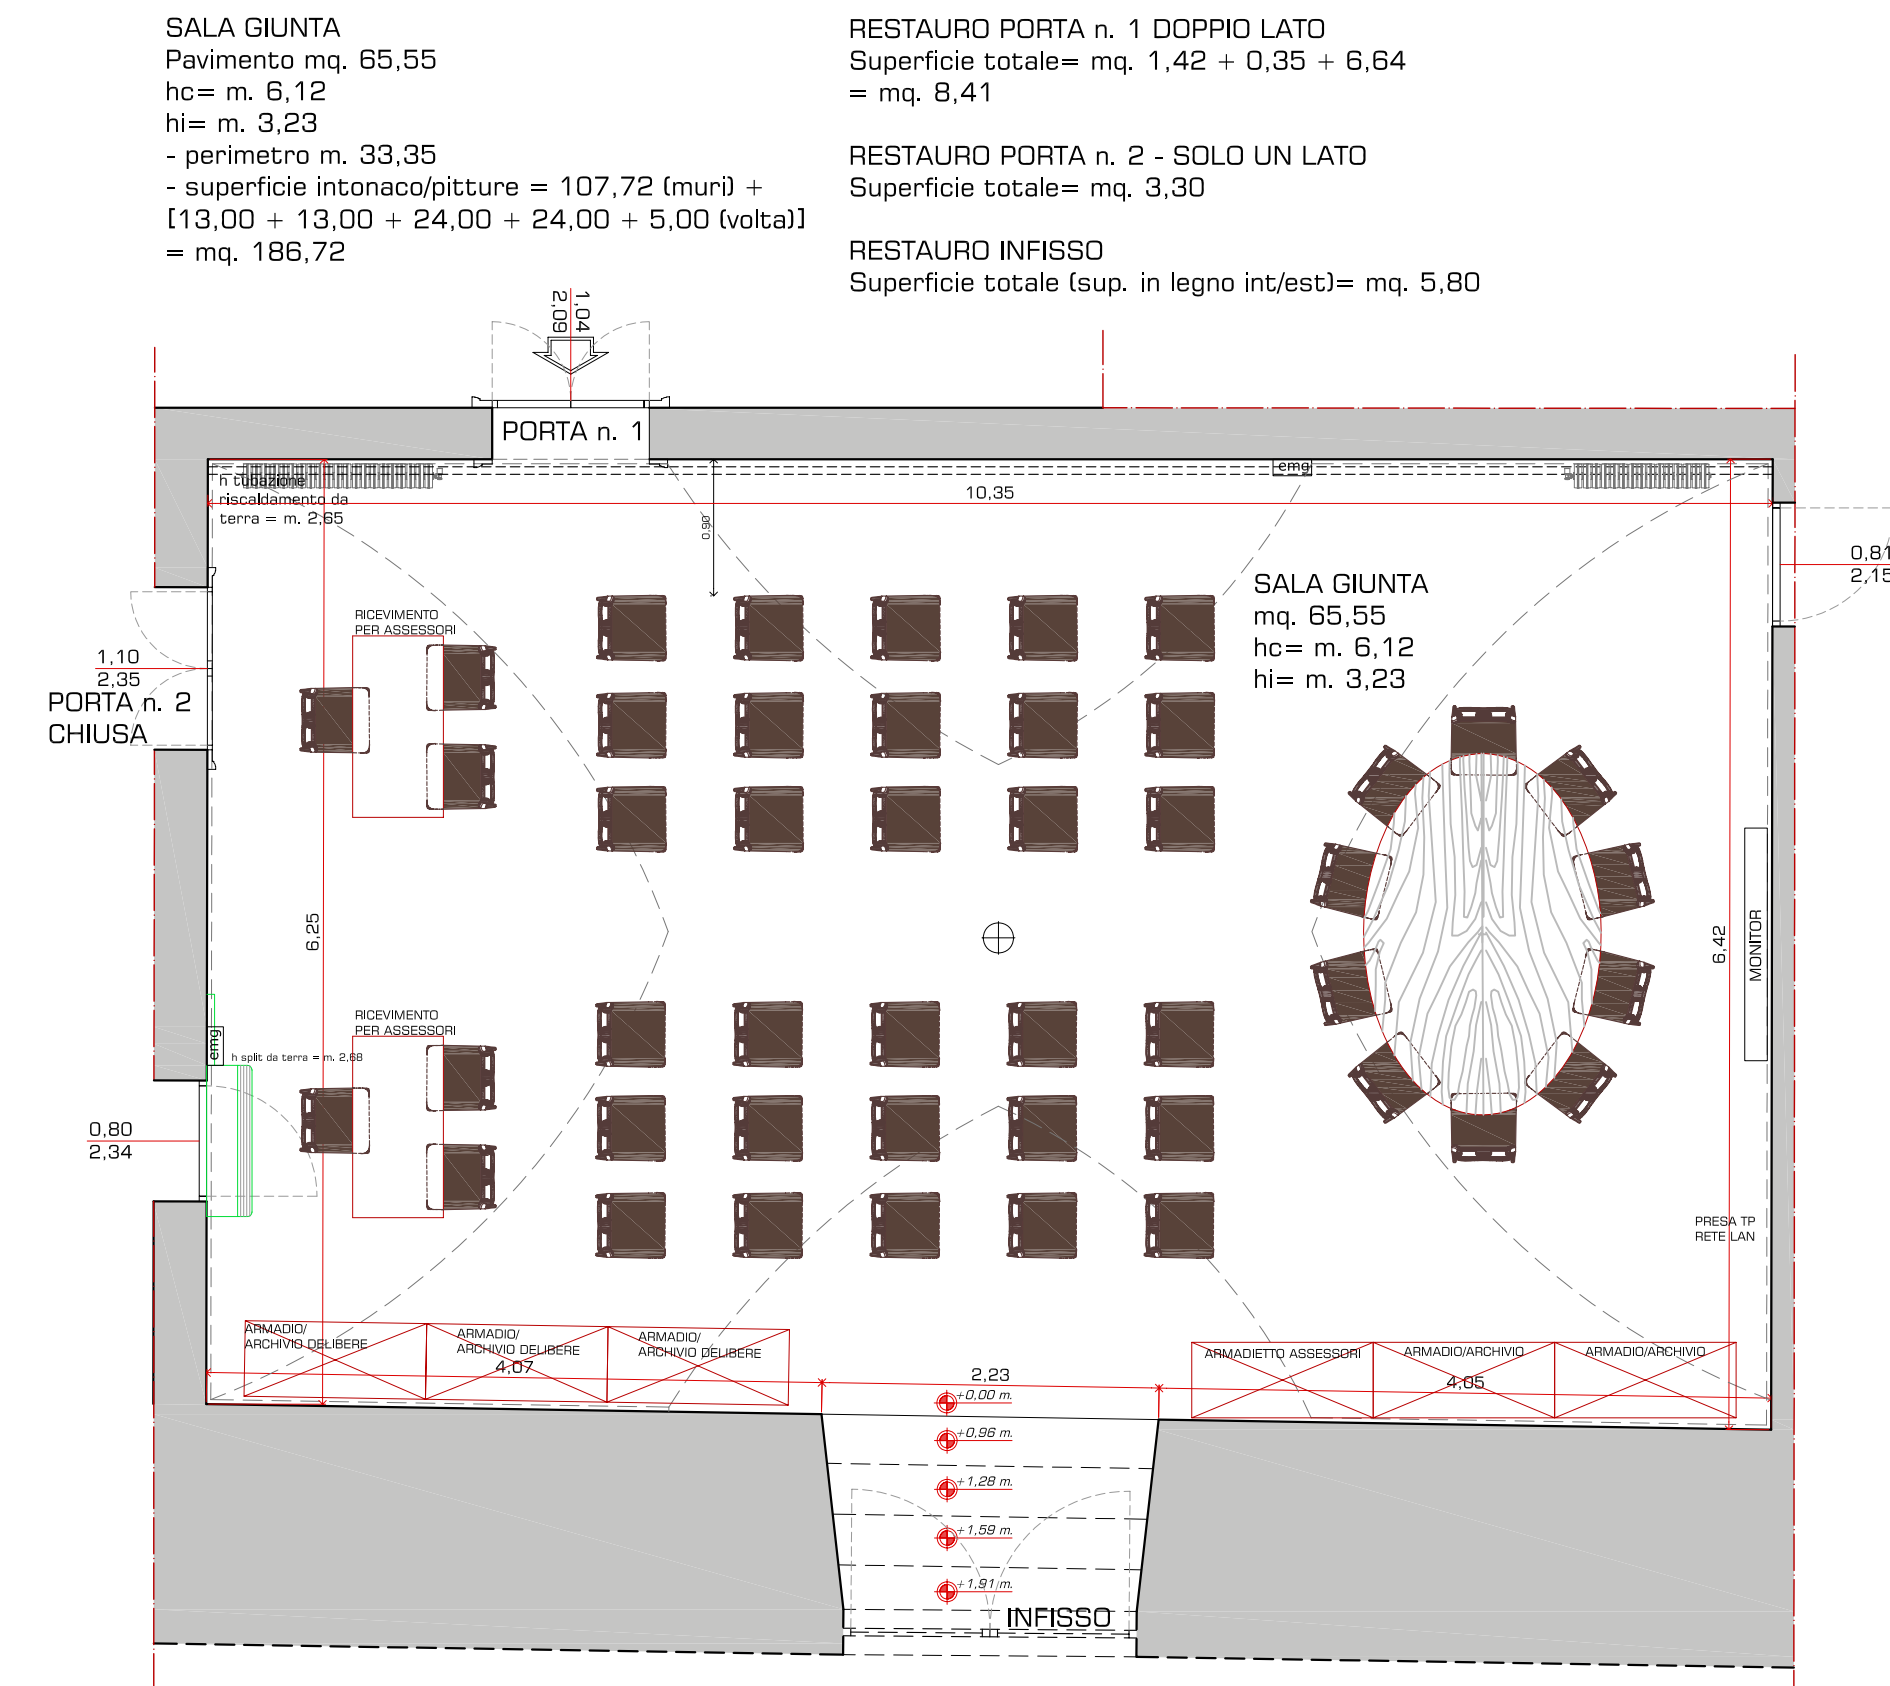 SALA GIUNTA
Pavimento mq. 65,55
hc= m. 6,12
hi= m. 3,23
- perimetro m. 33,35
- superficie intonaco/pitture = 107,72 (muri) +
[13,00 + 13,00 + 24,00 + 24,00 + 5,00 (volta)]
= mq. 186,72
RESTAURO PORTA n. 1 DOPPIO LATO
Superficie totale= mq. 1,42 + 0,35 + 6,64
= mq. 8,41
RESTAURO PORTA n. 2 - SOLO UN LATO
Superficie totale= mq. 3,30
RESTAURO INFISSO
Superficie totale (sup. in legno int/est)= mq. 5,80
1,04
2,09
PORTA n. 1
emg
h tubazione
riscaldamento da
terra = m. 2,65
10,35
0,90
0,81
2,15
SALA GIUNTA
mq. 65,55
hc= m. 6,12
hi= m. 3,23
RICEVIMENTO
PER ASSESSORI
1,10
2,35
PORTA n. 2
CHIUSA
6,25
6,42
MONITOR
RICEVIMENTO
PER ASSESSORI
emg
h split da terra = m. 2,68
0,80
2,34
PRESA TP
RETE LAN
ARMADIO/
ARCHIVIO DELIBERE
ARMADIO/
ARCHIVIO DELIBERE
ARMADIO/
ARCHIVIO DELIBERE
4,07
2,23
ARMADIETTO ASSESSORI
ARMADIO/ARCHIVIO
ARMADIO/ARCHIVIO
4,05
+0,00 m.
+0,96 m.
+1,28 m.
+1,59 m.
+1,91 m.
INFISSO